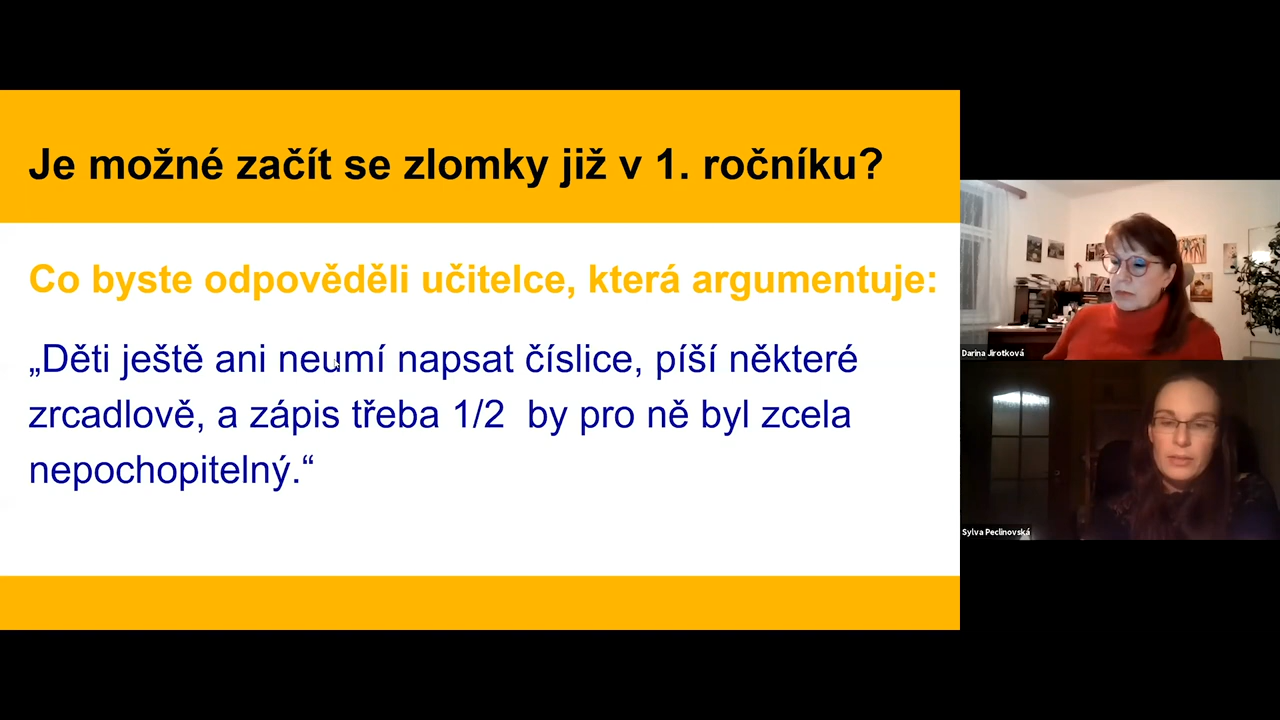 Je možné začít se zlomky již v 1. ročníku?
Co byste odpověděli učitelce, která argumentuje:
„Děti ještě ani neumí napsat číslice, píší některé
zrcadlově, a zápis třeba 1/2 by pro ně byl zcela
nepochopitelný.“
Darina Jirotková
Sylva Peclinovská